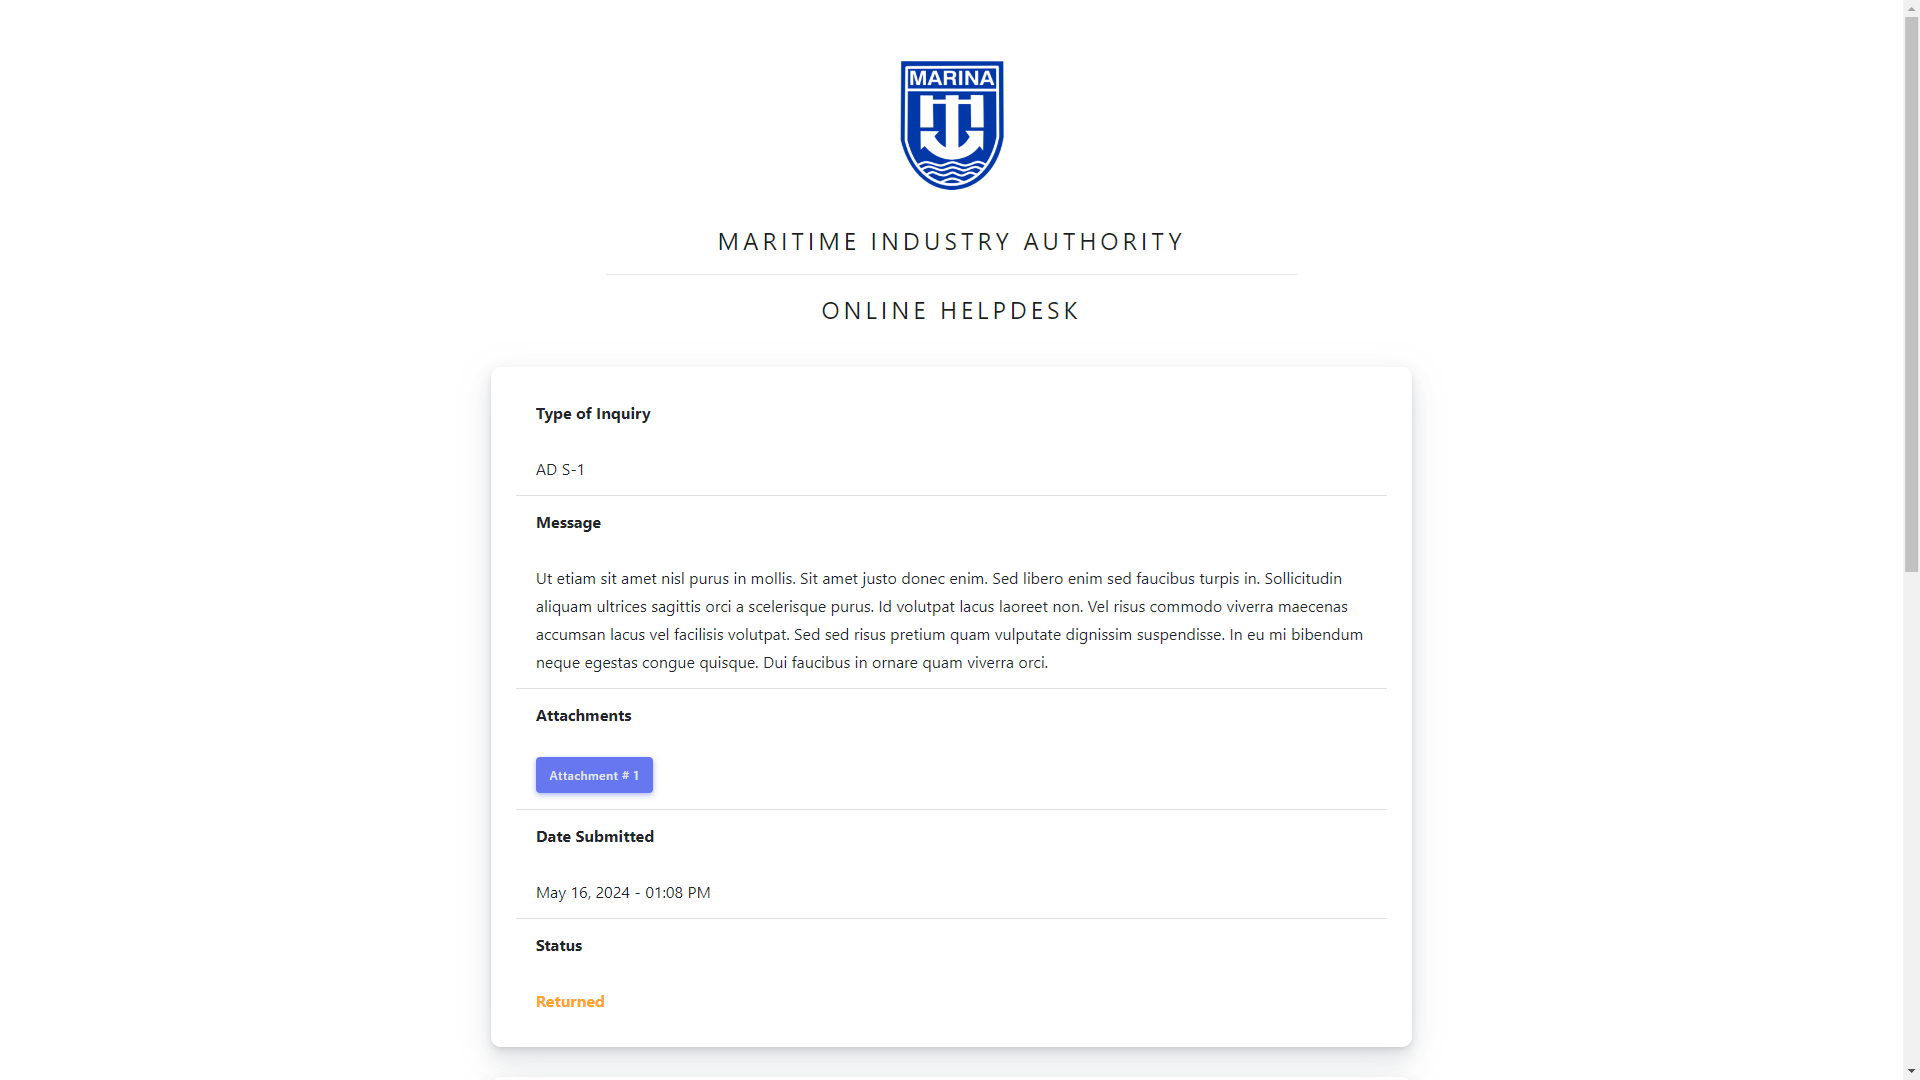 MARINA
MARITIME INDUSTRY AUTHORITY
ONLINE HELPDESK
Type of Inquiry
AD S-1
Message
Ut etiam sit amet nisl purus in mollis. Sit amet justo donec enim. Sed libero enim sed faucibus turpis in. Sollicitudin
aliquam ultrices sagittis orci a scelerisque purus. Id volutpat lacus laoreet non. Vel risus commodo viverra maecenas
accumsan lacus vel facilisis volutpat. Sed sed risus pretium quam vulputate dignissim suspendisse. In eu mi bibendum
neque egestas congue quisque. Dui faucibus in ornare quam viverra orci.
Attachments
Attachment # 1
Date Submitted
May 16, 2024 - 01:08 PM
Status
Returned